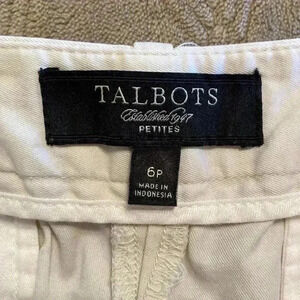 TALBOTS
Established 1947
PETITES
6P
MADE IN
INDONESIA